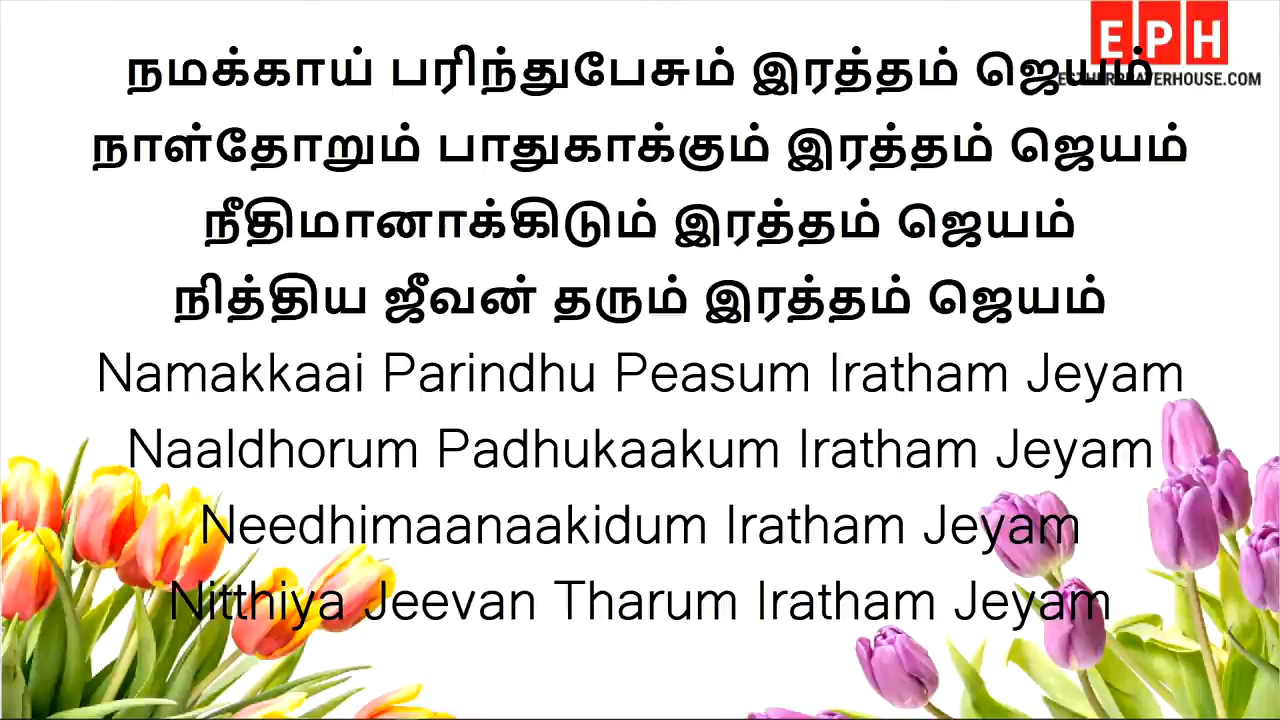 EPH
ESTHERPRAYERHOUSE.COM
நமக்காய் பரிந்துபேசும் இரத்தம் ஜெயம்
நாள்தோறும் பாதுகாக்கும் இரத்தம் ஜெயம்
நீதிமானாக்கிடும் இரத்தம் ஜெயம்
நித்திய ஜீவன் தரும் இரத்தம் ஜெயம்
Namakkaai Parindhu Peasum Iratham Jeyam
Naaldhorum Padhukaakum Iratham Jeyam
Needhimaanaakidum Iratham Jeyam
Nitthiya Jeevan Tharum Iratham Jeyam